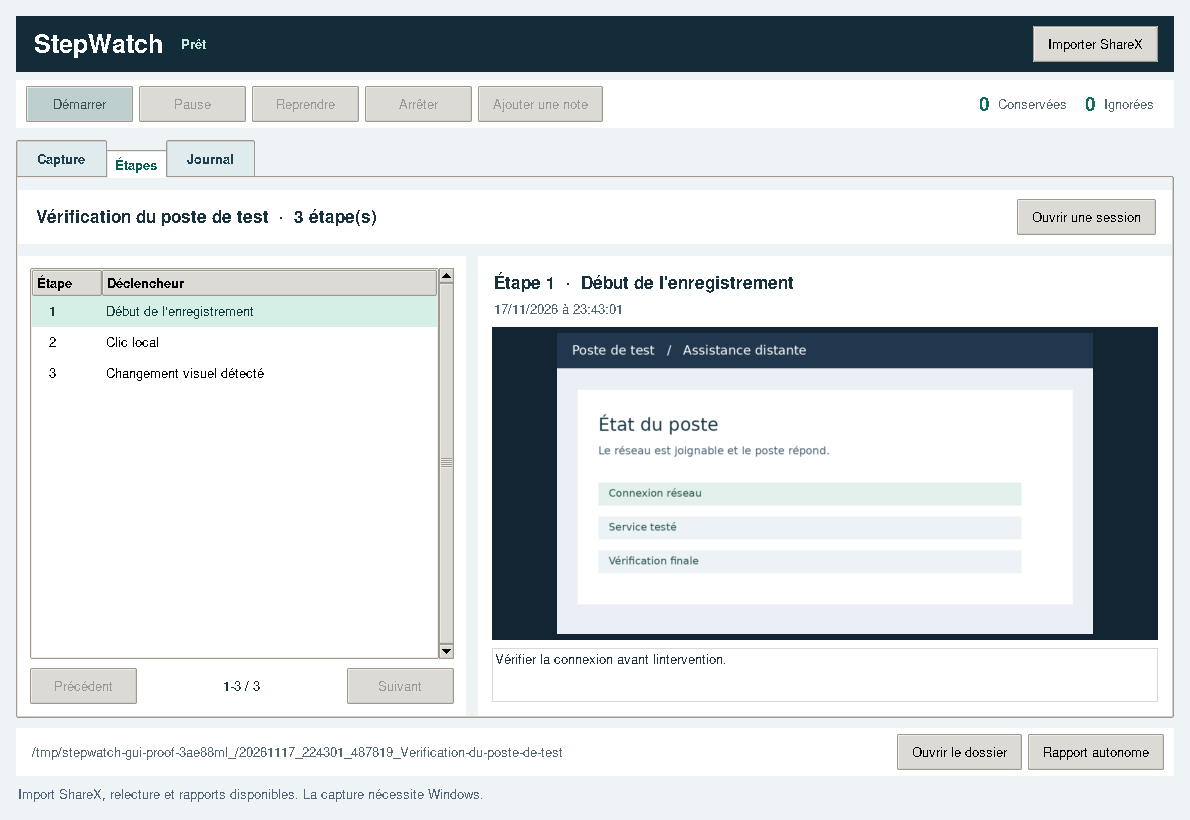 StepWatch Prêt Importer ShareX
Démarrer Pause Reprendre Arrêter Ajouter une note 0 Conservées 0 Ignorées
Capture Étapes Journal
Vérification du poste de test · 3 étape(s) Ouvrir une session
Étape Déclencheur
1 Début de l'enregistrement
2 Clic local
3 Changement visuel détecté
Précédent 1-3 / 3 Suivant
Étape 1 · Début de l'enregistrement
17/11/2026 à 23:43:01
Poste de test / Assistance distante
État du poste
Le réseau est joignable et le poste répond.
Connexion réseau
Service testé
Vérification finale
Vérifier la connexion avant lintervention.
/tmp/stepwatch-gui-proof-3ae88ml_/20261117_224301_487819_Verification-du-poste-de-test Ouvrir le dossier Rapport autonome
Import ShareX, relecture et rapports disponibles. La capture nécessite Windows.